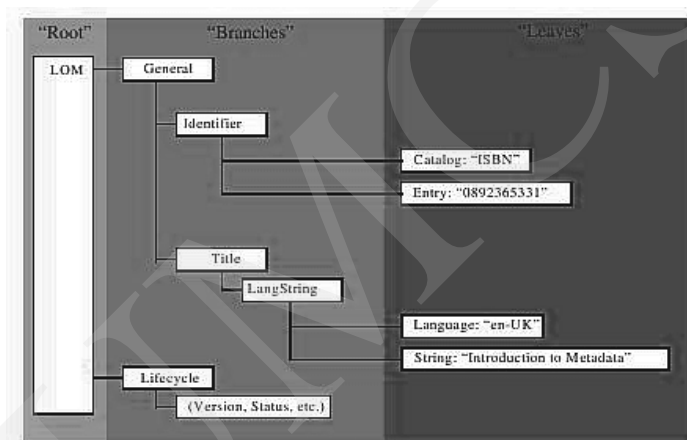 "Root" "Branches" "Leaves"
LOM General
Identifier
Catalog: "ISBN"
Entry: "0892365331"
Title
LangString
Language: "en-UK"
String: "Introduction to Metadata"
Lifecycle
(Version, Status, etc.)